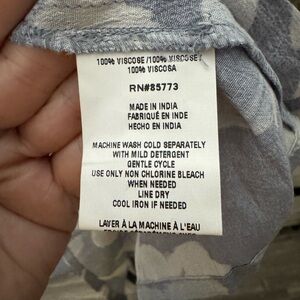 100% VISCOSE / 100% VISCOSE /
100% VISCOSA
RN#85773
MADE IN INDIA
FABRIQUÉ EN INDE
HECHO EN INDIA
MACHINE WASH COLD SEPARATELY
WITH MILD DETERGENT
GENTLE CYCLE
USE ONLY NON CHLORINE BLEACH
WHEN NEEDED
LINE DRY
COOL IRON IF NEEDED
LAVER À LA MACHINE À L'EAU